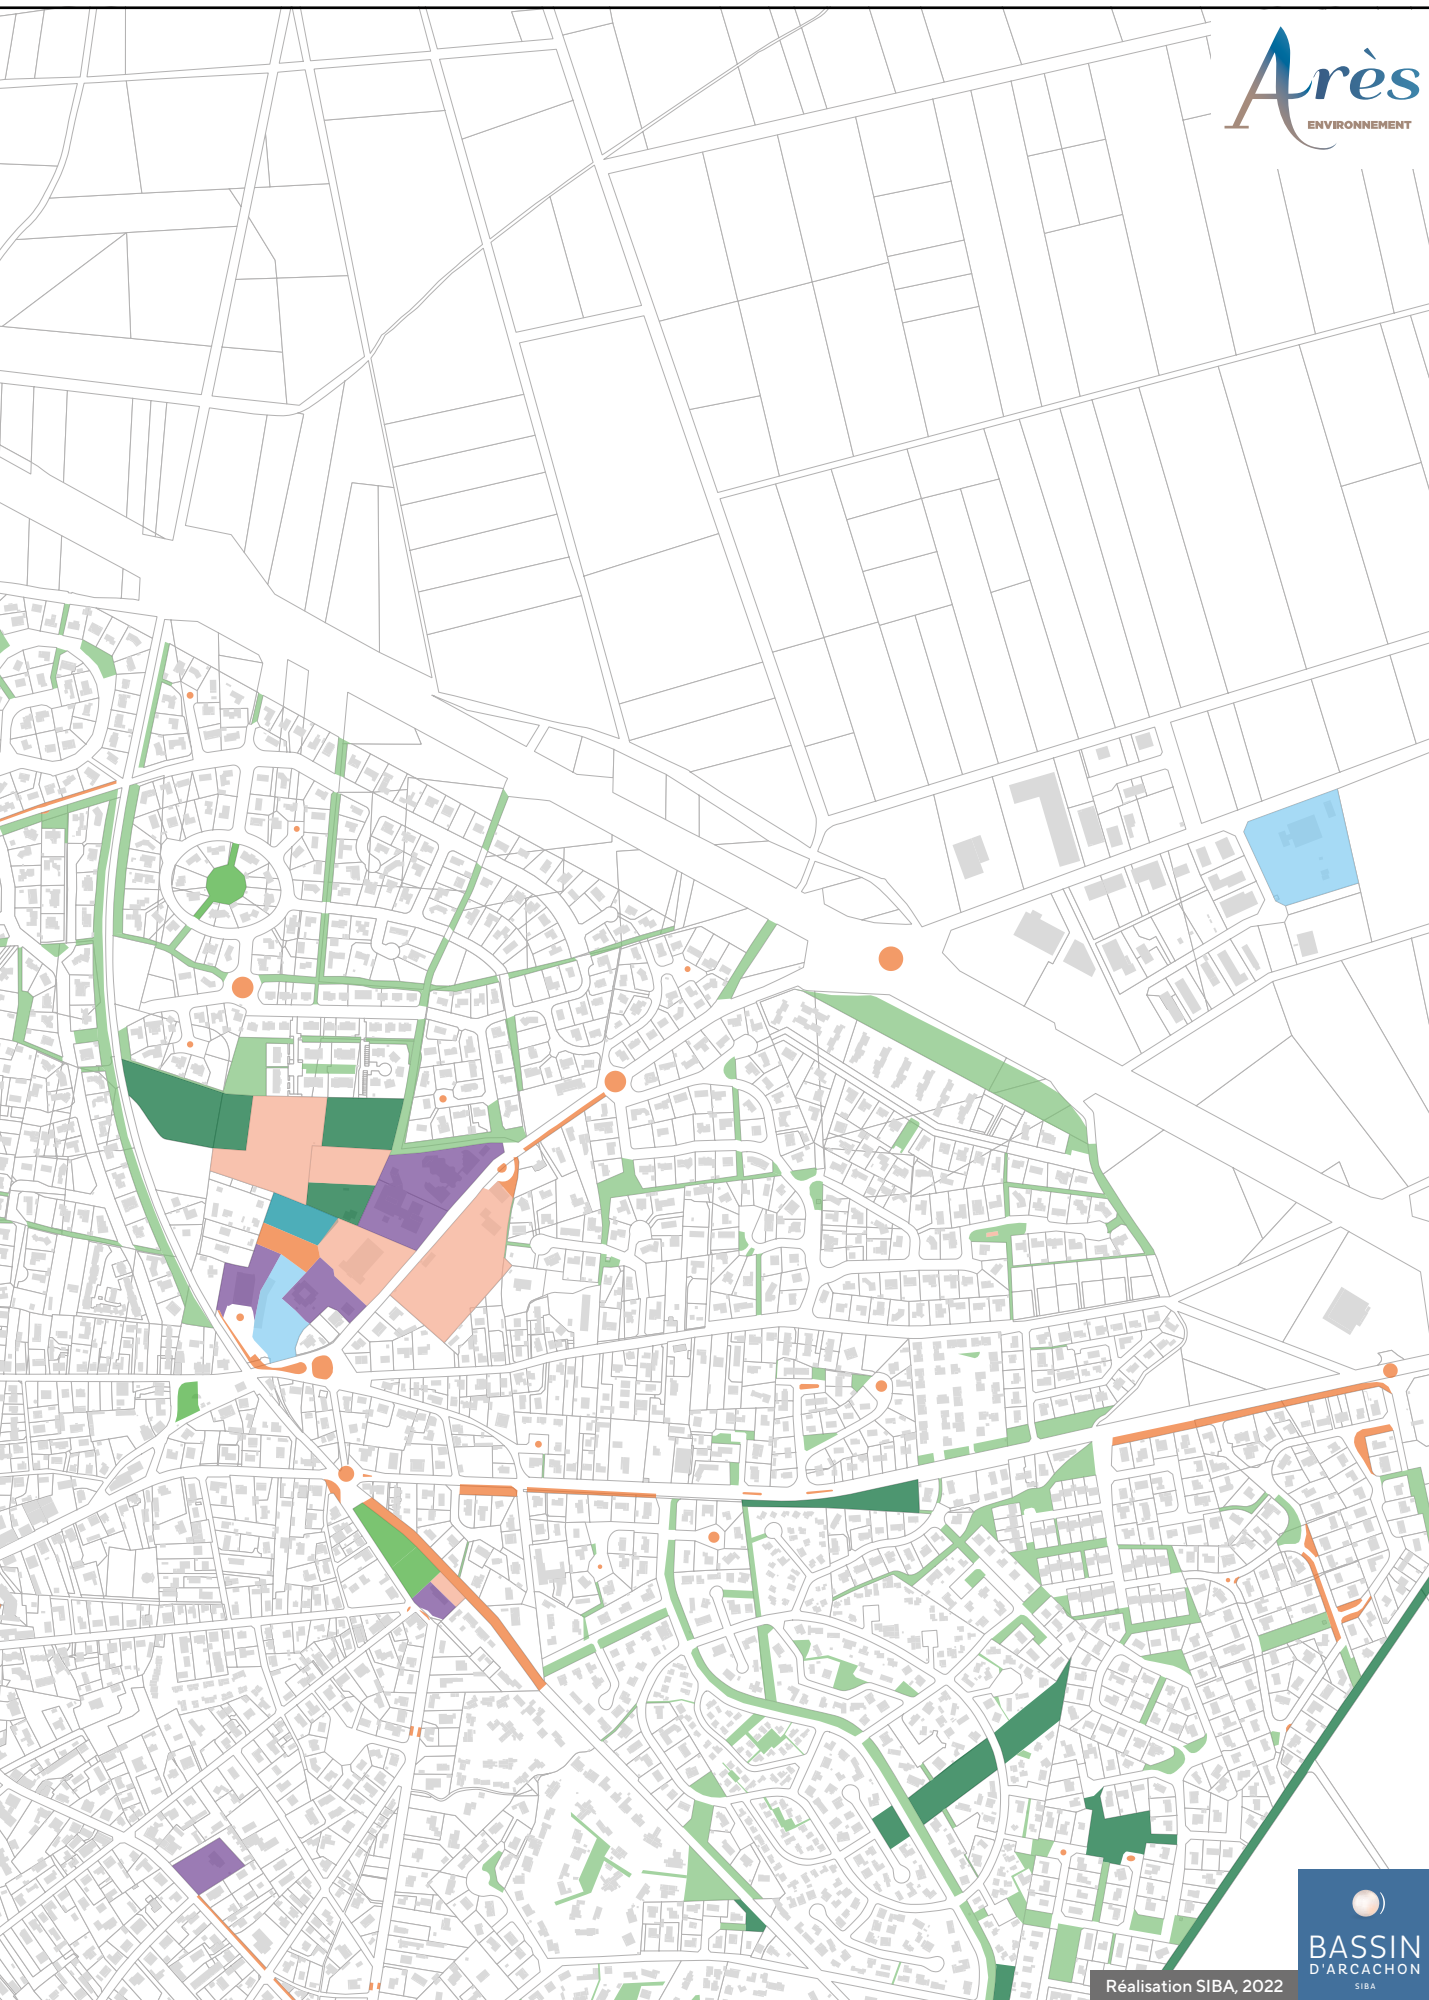 Arès
ENVIRONNEMENT
BASSIN
D'ARCACHON
SIBA
Réalisation SIBA, 2022